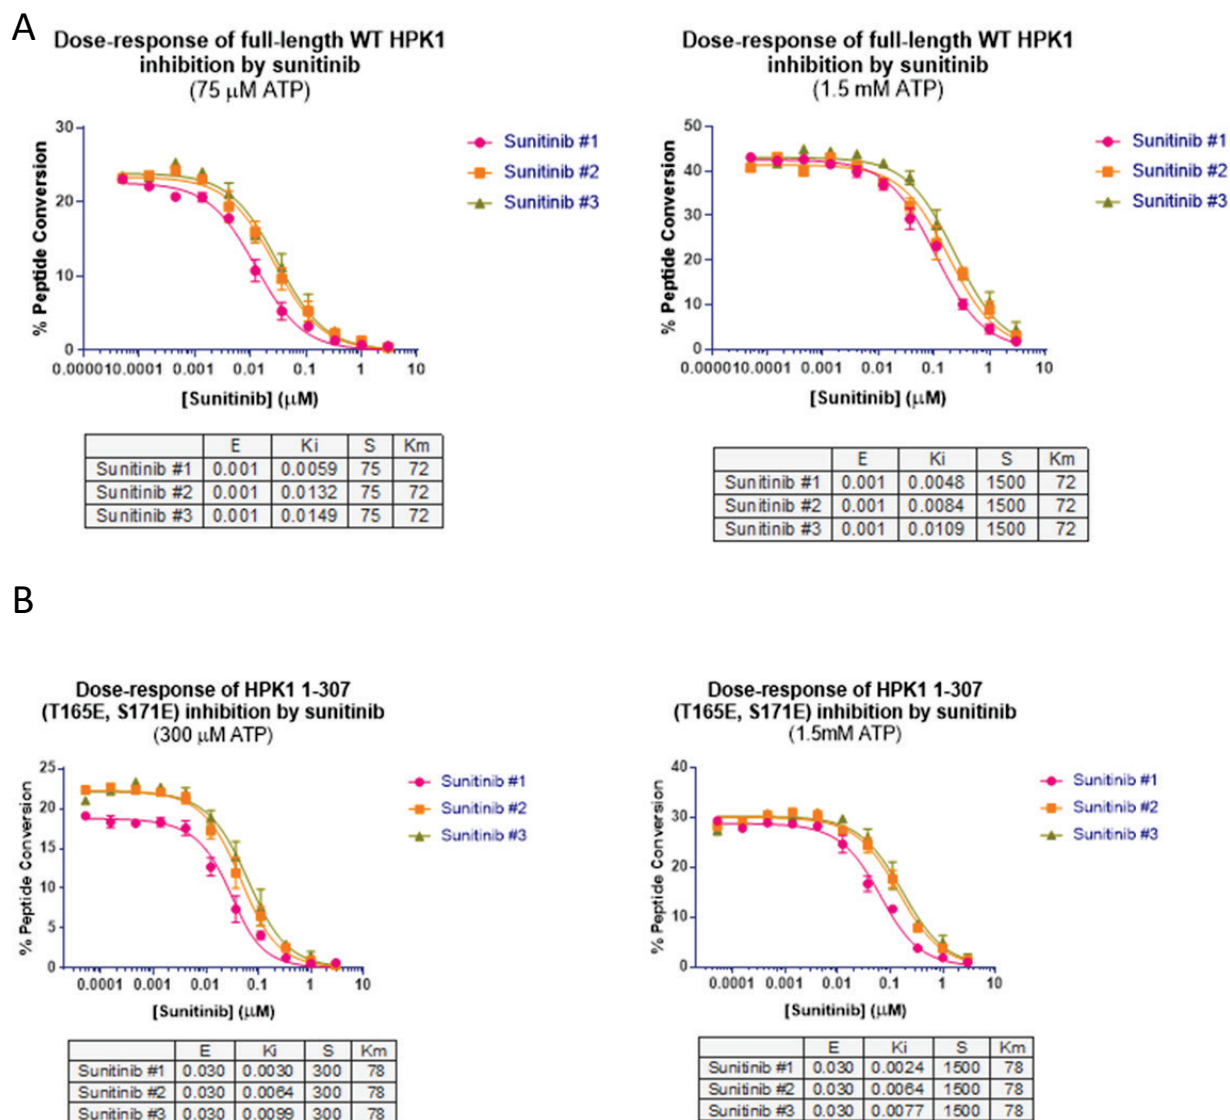 A
Dose-response of full-length WT HPK1
inhibition by sunitinib
(75 μM ATP)
30
20
10
0
% Peptide Conversion
0.00001 0.0001 0.001 0.01 0.1 1 10
[Sunitinib] (μM)
Sunitinib #1
Sunitinib #2
Sunitinib #3
E Ki S Km
Sunitinib #1 0.001 0.0059 75 72
Sunitinib #2 0.001 0.0132 75 72
Sunitinib #3 0.001 0.0149 75 72
Dose-response of full-length WT HPK1
inhibition by sunitinib
(1.5 mM ATP)
50
40
30
20
10
0
% Peptide Conversion
0.00001 0.0001 0.001 0.01 0.1 1 10
[Sunitinib] (μM)
Sunitinib #1
Sunitinib #2
Sunitinib #3
E Ki S Km
Sunitinib #1 0.001 0.0048 1500 72
Sunitinib #2 0.001 0.0084 1500 72
Sunitinib #3 0.001 0.0109 1500 72
B
Dose-response of HPK1 1-307
(T165E, S171E) inhibition by sunitinib
(300 μM ATP)
25
20
15
10
5
0
% Peptide Conversion
0.0001 0.001 0.01 0.1 1 10
[Sunitinib] (μM)
Sunitinib #1
Sunitinib #2
Sunitinib #3
E Ki S Km
Sunitinib #1 0.030 0.0030 300 78
Sunitinib #2 0.030 0.0064 300 78
Sunitinib #3 0.030 0.0099 300 78
Dose-response of HPK1 1-307
(T165E, S171E) inhibition by sunitinib
(1.5mM ATP)
40
30
20
10
0
% Peptide Conversion
0.0001 0.001 0.01 0.1 1 10
[Sunitinib] (μM)
Sunitinib #1
Sunitinib #2
Sunitinib #3
E Ki S Km
Sunitinib #1 0.030 0.0024 1500 78
Sunitinib #2 0.030 0.0064 1500 78
Sunitinib #3 0.030 0.0077 1500 78